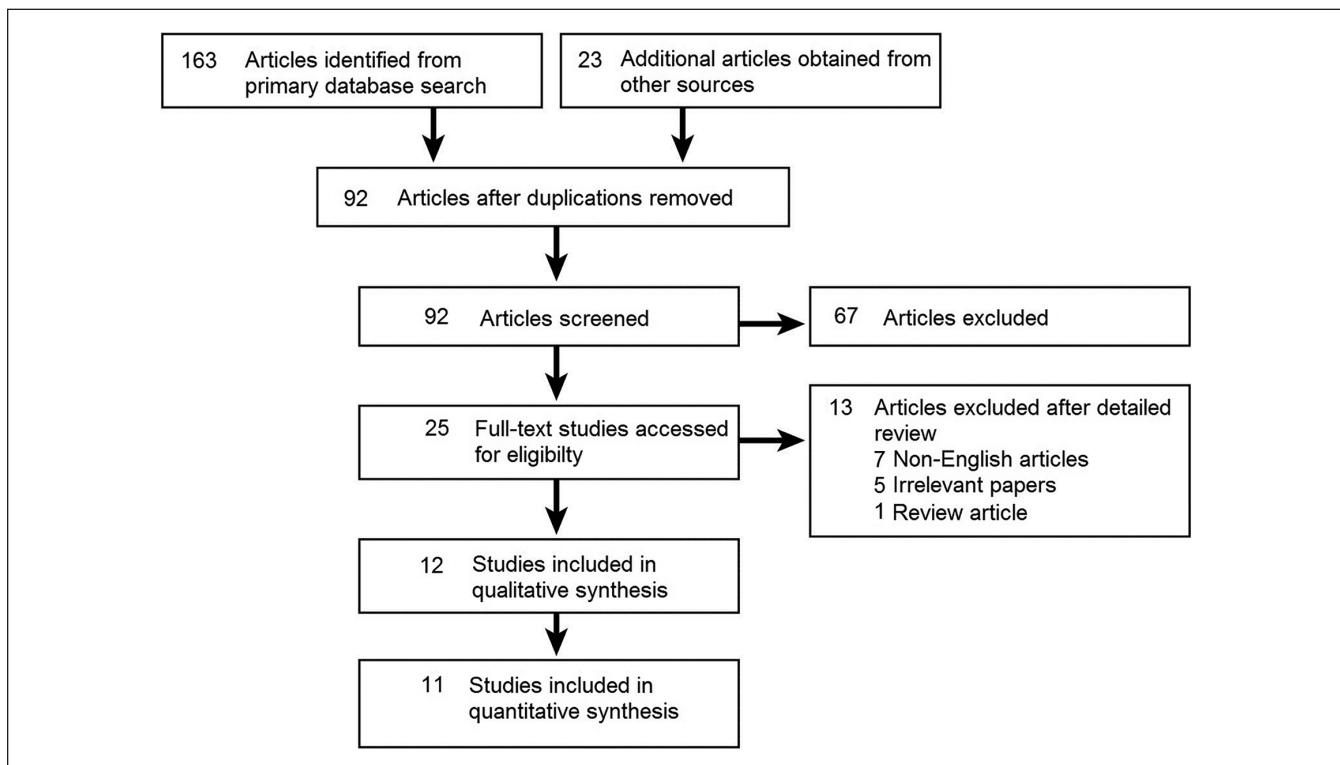 163 Articles identified from
primary database search
23 Additional articles obtained from
other sources
92 Articles after duplications removed
92 Articles screened
67 Articles excluded
25 Full-text studies accessed
for eligibilty
13 Articles excluded after detailed
review
7 Non-English articles
5 Irrelevant papers
1 Review article
12 Studies included in
qualitative synthesis
11 Studies included in
quantitative synthesis